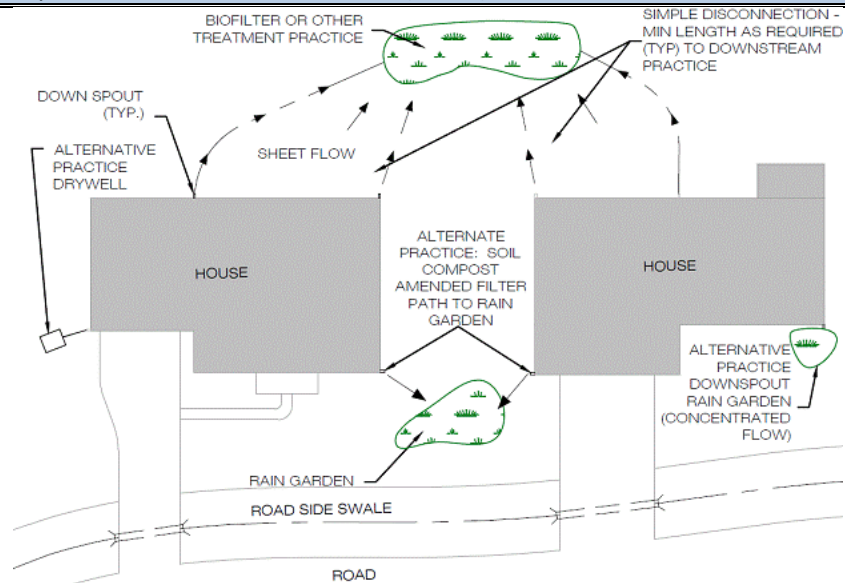 BIOFILTER OR OTHER
TREATMENT PRACTICE
SIMPLE DISCONNECTION -
MIN LENGTH AS REQUIRED
(TYP) TO DOWNSTREAM
PRACTICE
DOWN SPOUT
(TYP.)
ALTERNATIVE
PRACTICE
DRYWELL
SHEET FLOW
HOUSE
ALTERNATE
PRACTICE: SOIL
COMPOST
AMENDED FILTER
PATH TO RAIN
GARDEN
HOUSE
ALTERNATIVE
PRACTICE
DOWNSPOUT
RAIN GARDEN
(CONCENTRATED
FLOW)
RAIN GARDEN
ROAD SIDE SWALE
ROAD